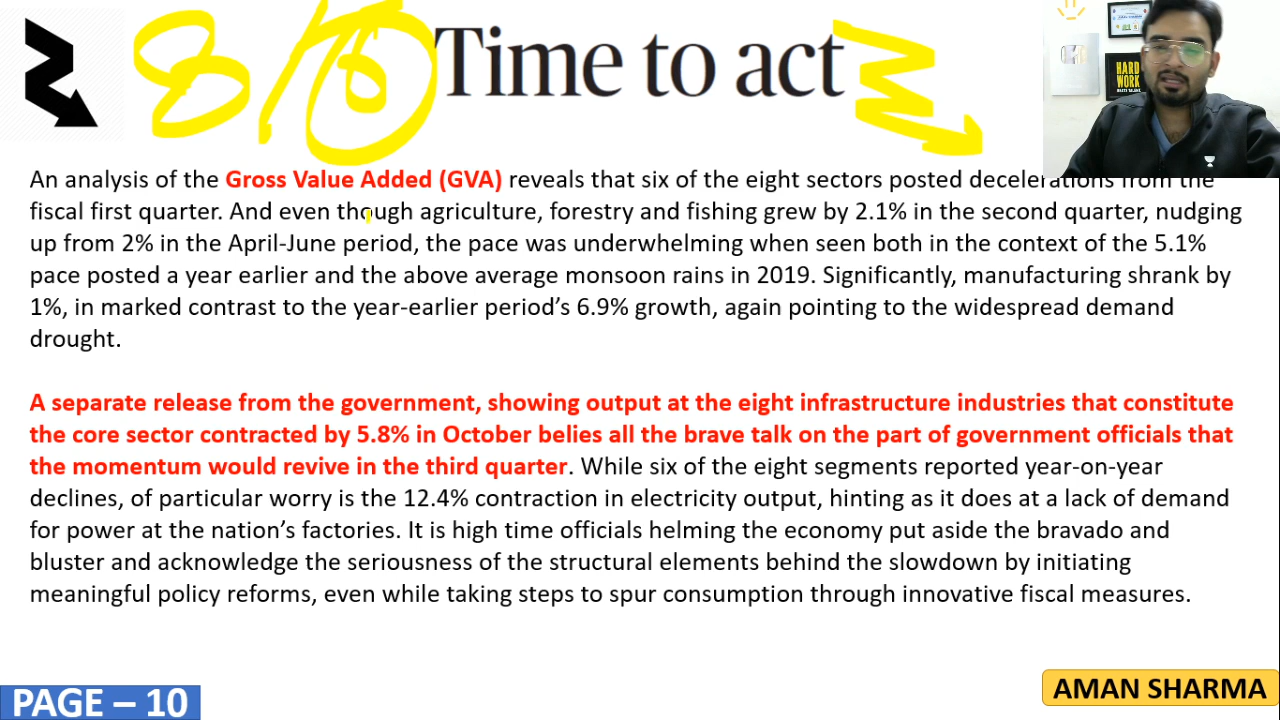 8/6
Time to act
HARD
WORK
An analysis of the Gross Value Added (GVA) reveals that six of the eight sectors posted decelerations from the
fiscal first quarter. And even though agriculture, forestry and fishing grew by 2.1% in the second quarter, nudging
up from 2% in the April-June period, the pace was underwhelming when seen both in the context of the 5.1%
pace posted a year earlier and the above average monsoon rains in 2019. Significantly, manufacturing shrank by
1%, in marked contrast to the year-earlier period’s 6.9% growth, again pointing to the widespread demand
drought.
A separate release from the government, showing output at the eight infrastructure industries that constitute
the core sector contracted by 5.8% in October belies all the brave talk on the part of government officials that
the momentum would revive in the third quarter. While six of the eight segments reported year-on-year
declines, of particular worry is the 12.4% contraction in electricity output, hinting as it does at a lack of demand
for power at the nation’s factories. It is high time officials helming the economy put aside the bravado and
bluster and acknowledge the seriousness of the structural elements behind the slowdown by initiating
meaningful policy reforms, even while taking steps to spur consumption through innovative fiscal measures.
PAGE – 10
AMAN SHARMA